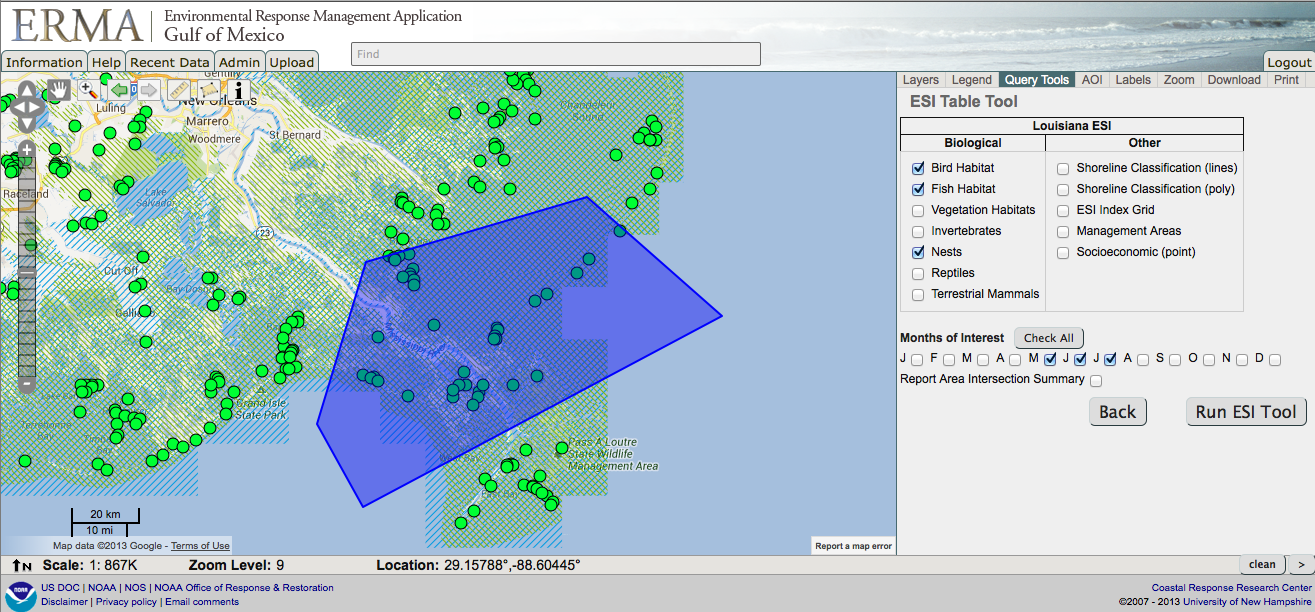 ERMA
Environmental Response Management Application
Gulf of Mexico
Find
Information Help Recent Data Admin Upload
Logout
Layers Legend Query Tools AOI Labels Zoom Download Print
ESI Table Tool
Louisiana ESI
Biological Other
Bird Habitat Shoreline Classification (lines)
Fish Habitat Shoreline Classification (poly)
Vegetation Habitats ESI Index Grid
Invertebrates Management Areas
Nests Socioeconomic (point)
Reptiles
Terrestrial Mammals
Months of Interest Check All
J F M A M J J A S O N D
Report Area Intersection Summary
Back Run ESI Tool
Luling
New Orleans
Marrero
Woodmere
St Bernard
Chandeleur
Sound
Raceland
Lake
Salvador
23
Cut Off
Grand Isle
State Park
Terrebonne
Bay
West Bay
East Bay
Pass A Loutre
State Wildlife
Management Area
20 km
10 mi
Map data ©2013 Google - Terms of Use
Report a map error
N Scale: 1: 867K Zoom Level: 9 Location: 29.15788°,-88.60445°
clean >
NOAA
US DOC | NOAA | NOS | NOAA Office of Response & Restoration
Disclaimer | Privacy policy | Email comments
Coastal Response Research Center
©2007 - 2013 University of New Hampshire